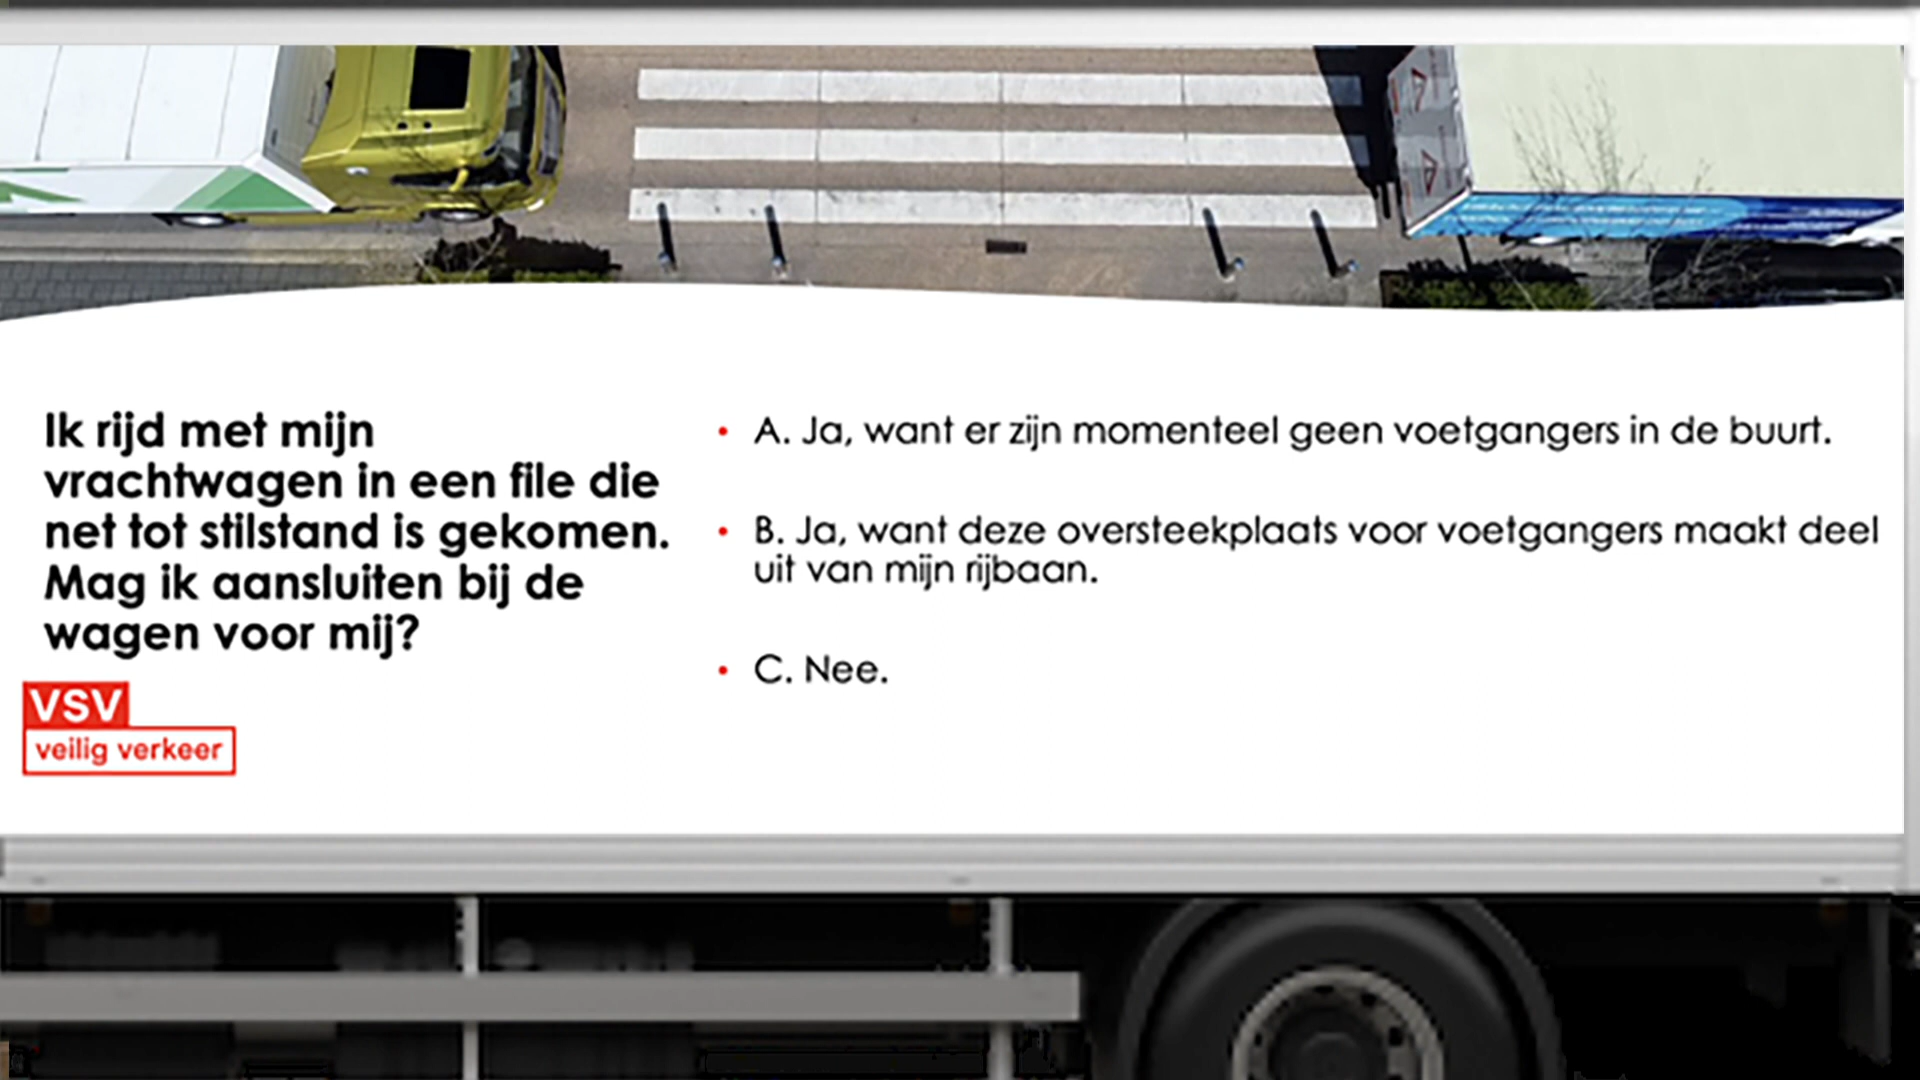 Ik rijd met mijn
vrachtwagen in een file die
net tot stilstand is gekomen.
Mag ik aansluiten bij de
wagen voor mij?
• A. Ja, want er zijn momenteel geen voetgangers in de buurt.
• B. Ja, want deze oversteekplaats voor voetgangers maakt deel
uit van mijn rijbaan.
• C. Nee.
VSV
veilig verkeer